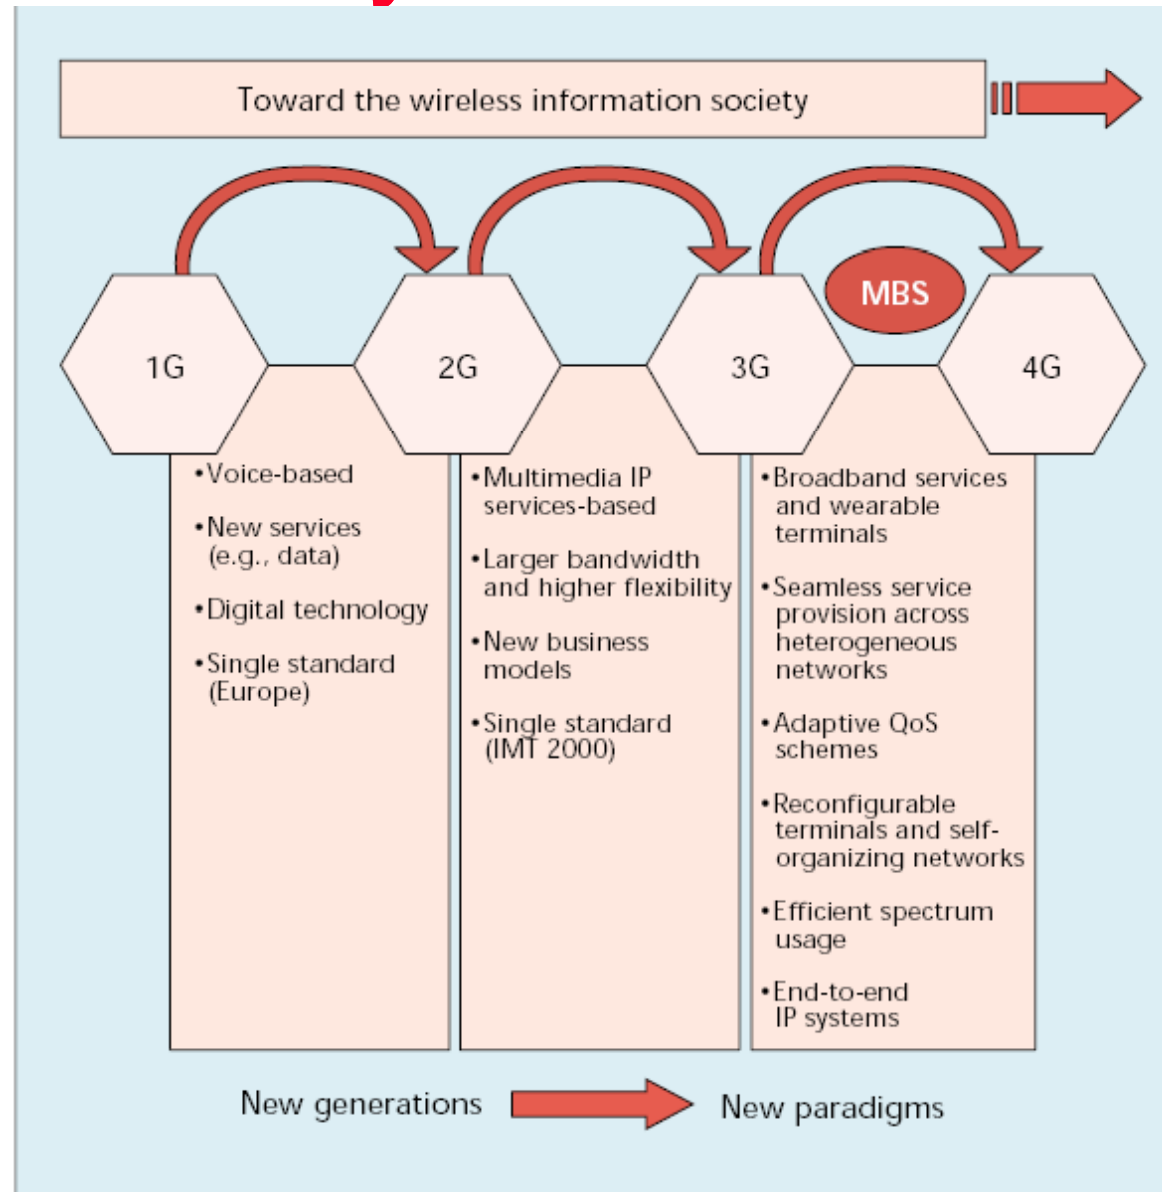 Toward the wireless information society
MBS
1G
2G
3G
4G
•Voice-based
•New services
(e.g., data)
•Digital technology
•Single standard
(Europe)
•Multimedia IP
services-based
•Larger bandwidth
and higher flexibility
•New business
models
•Single standard
(IMT 2000)
•Broadband services
and wearable
terminals
•Seamless service
provision across
heterogeneous
networks
•Adaptive QoS
schemes
•Reconfigurable
terminals and self-
organizing networks
•Efficient spectrum
usage
•End-to-end
IP systems
New generations
New paradigms